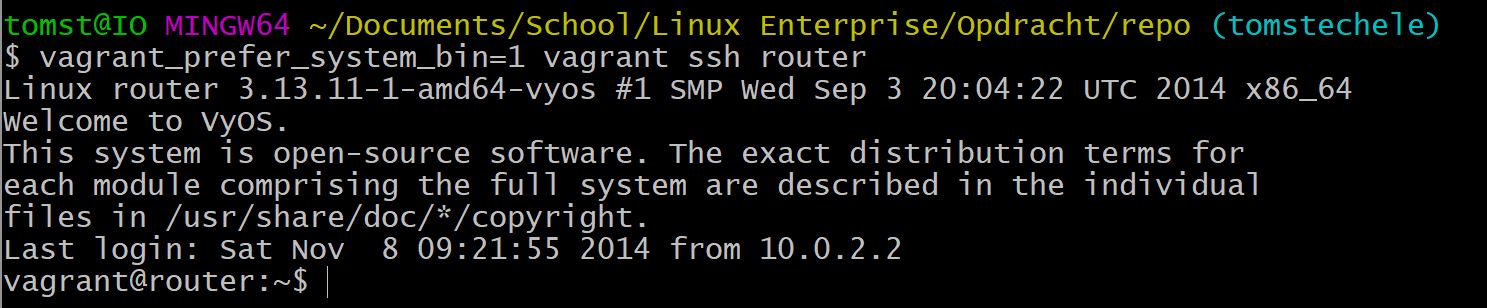 tomst@IO MINGW64 ~/Documents/School/Linux Enterprise/Opdracht/repo (tomstechele)
$ vagrant_prefer_system_bin=1 vagrant ssh router
Linux router 3.13.11-1-amd64-vyos #1 SMP Wed Sep 3 20:04:22 UTC 2014 x86_64
Welcome to VyOS.
This system is open-source software. The exact distribution terms for
each module comprising the full system are described in the individual
files in /usr/share/doc/*/copyright.
Last login: Sat Nov  8 09:21:55 2014 from 10.0.2.2
vagrant@router:~$